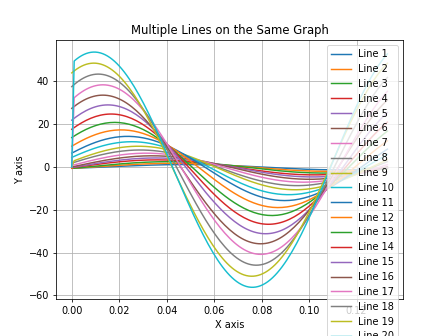 Multiple Lines on the Same Graph
Y axis
40
20
0
−20
−40
−60
0.00
0.02
0.04
0.06
0.08
0.10
X axis
Line 1
Line 2
Line 3
Line 4
Line 5
Line 6
Line 7
Line 8
Line 9
Line 10
Line 11
Line 12
Line 13
Line 14
Line 15
Line 16
Line 17
Line 18
Line 19
Line 20